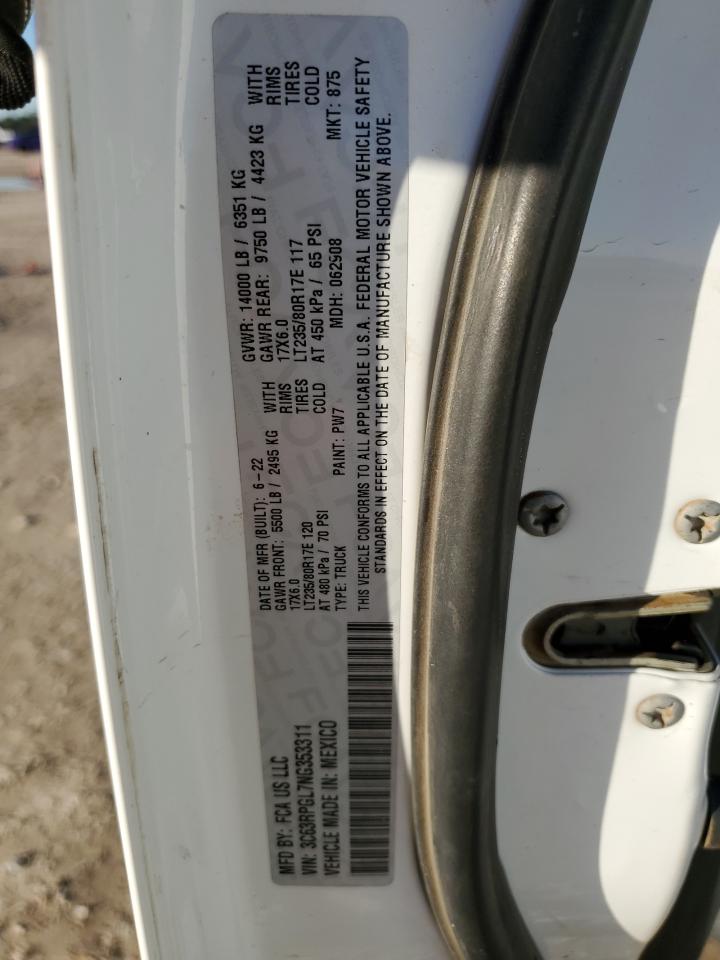 MFD BY: FCA US LLC
DATE OF MFR (BUILT): 6-22
GVWR: 14000 LB / 6351 KG
GAWR FRONT: 5500 LB / 2495 KG WITH
GAWR REAR: 9750 LB / 4423 KG WITH
17X6.0 RIMS
17X6.0 RIMS
LT235/80R17E 120 TIRES
LT235/80R17E 117 TIRES
AT 480 kPa / 70 PSI COLD
AT 450 kPa / 65 PSI COLD
VIN: 3C63RPGL7NG353311
TYPE: TRUCK PAINT: PW7 MDH: 062908 MKT: 875
VEHICLE MADE IN: MEXICO
THIS VEHICLE CONFORMS TO ALL APPLICABLE U.S.A. FEDERAL MOTOR VEHICLE SAFETY
STANDARDS IN EFFECT ON THE DATE OF MANUFACTURE SHOWN ABOVE.